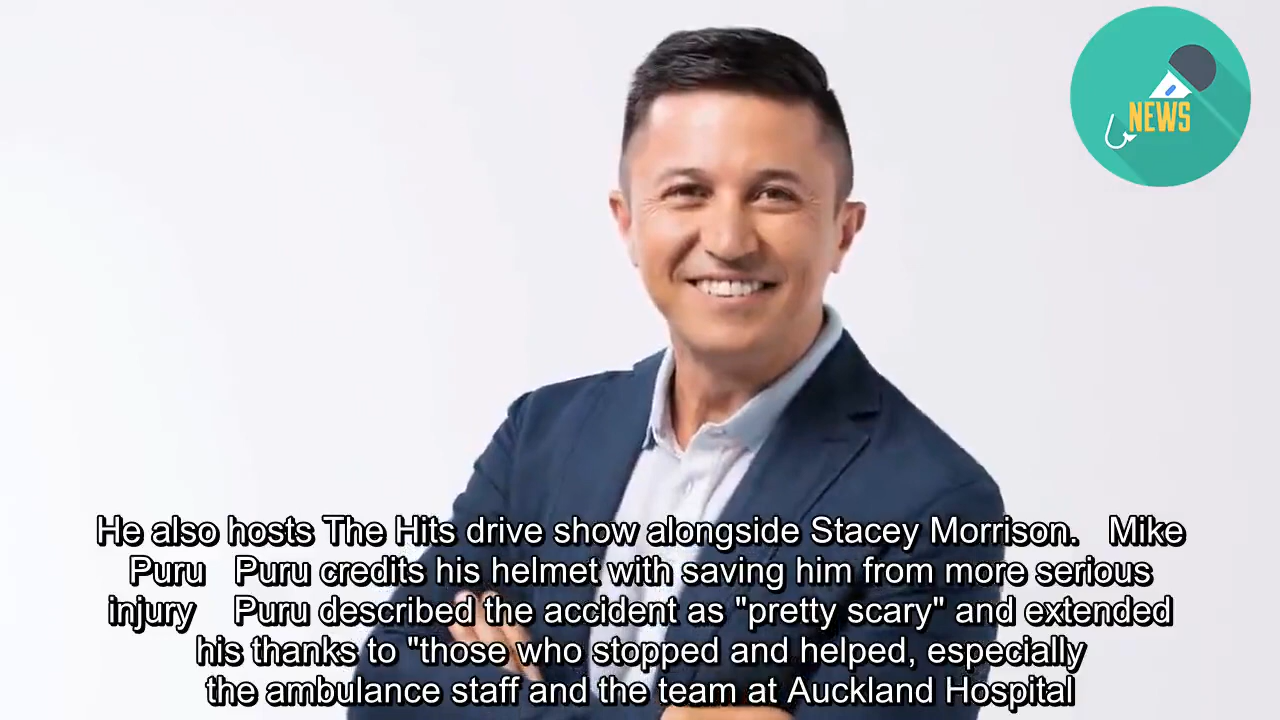 NEWS
He also hosts The Hits drive show alongside Stacey Morrison. Mike
Puru Puru credits his helmet with saving him from more serious
injury Puru described the accident as "pretty scary" and extended
his thanks to "those who stopped and helped, especially
the ambulance staff and the team at Auckland Hospital